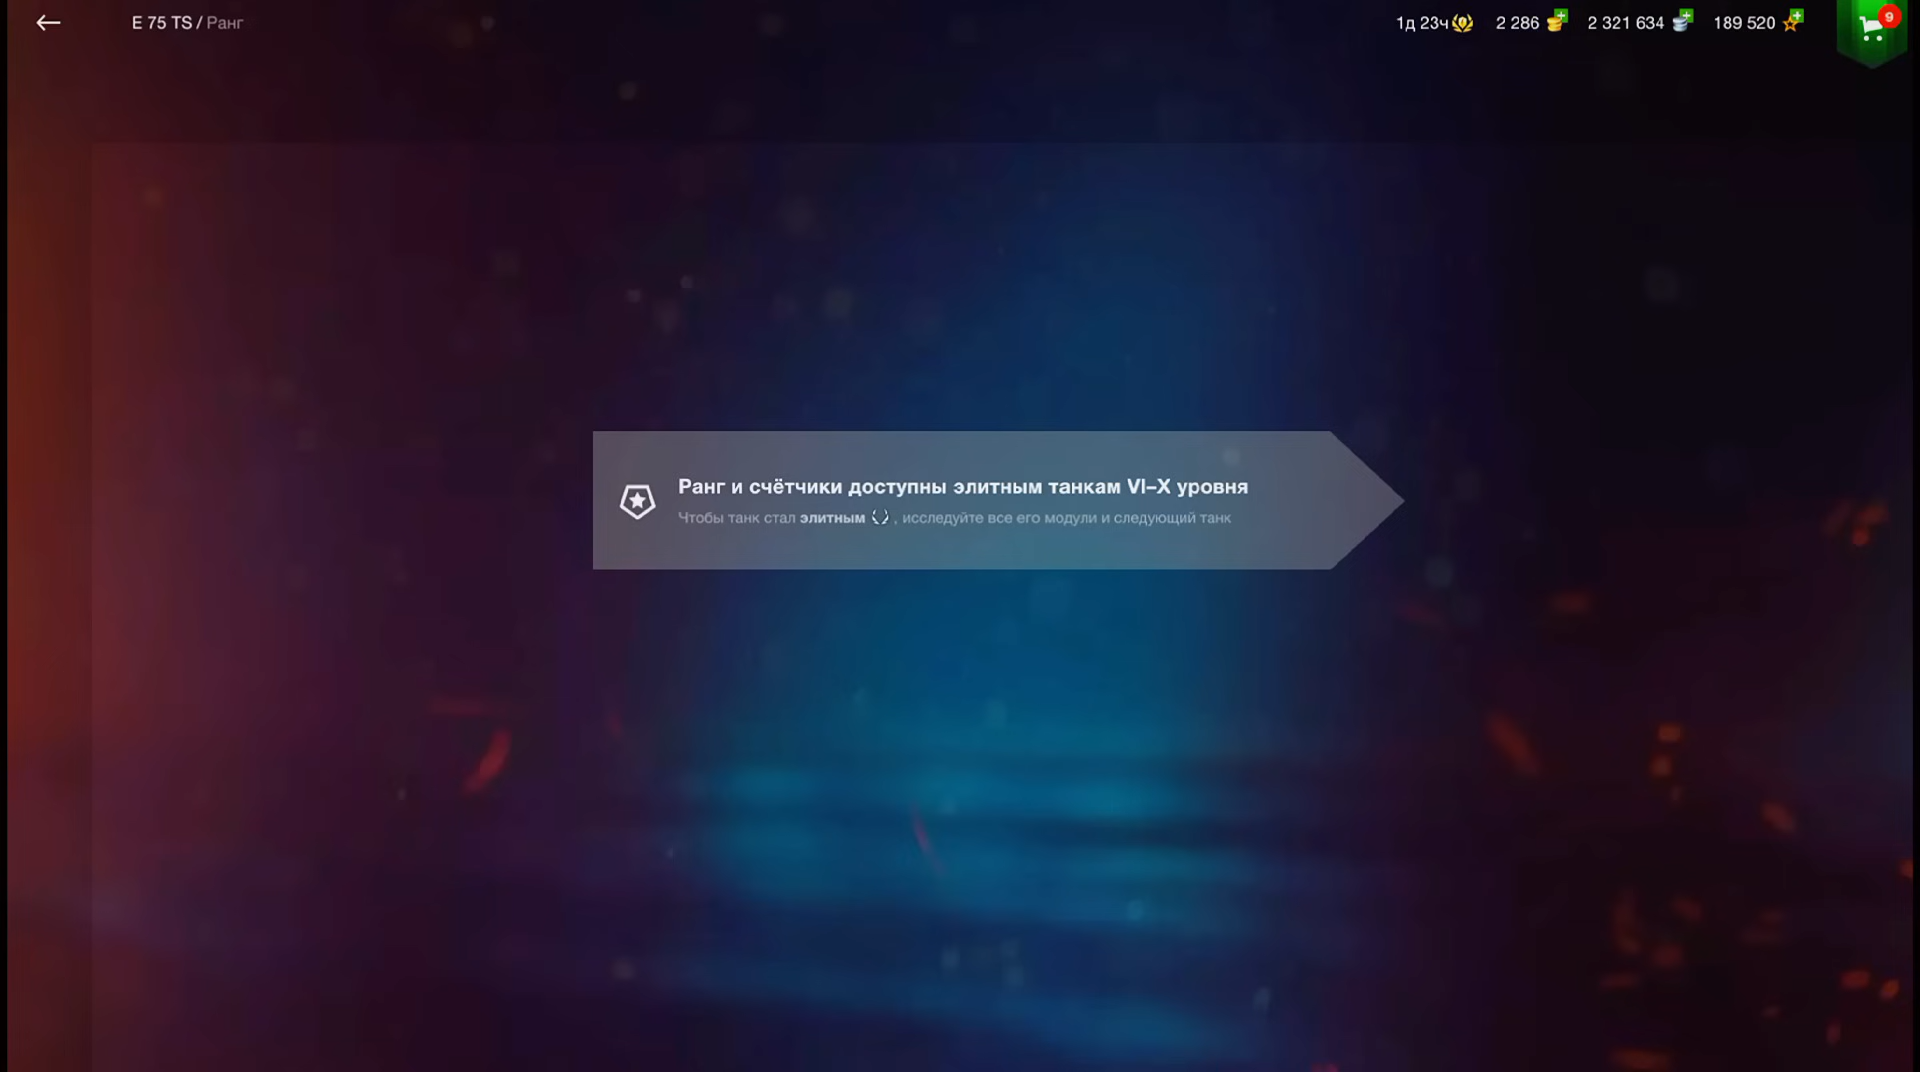 E 75 TS / Ранг
1д 23ч 2 286 2 321 634 189 520 9
Ранг и счётчики доступны элитным танкам VI–X уровня
Чтобы танк стал элитным , исследуйте все его модули и следующий танк